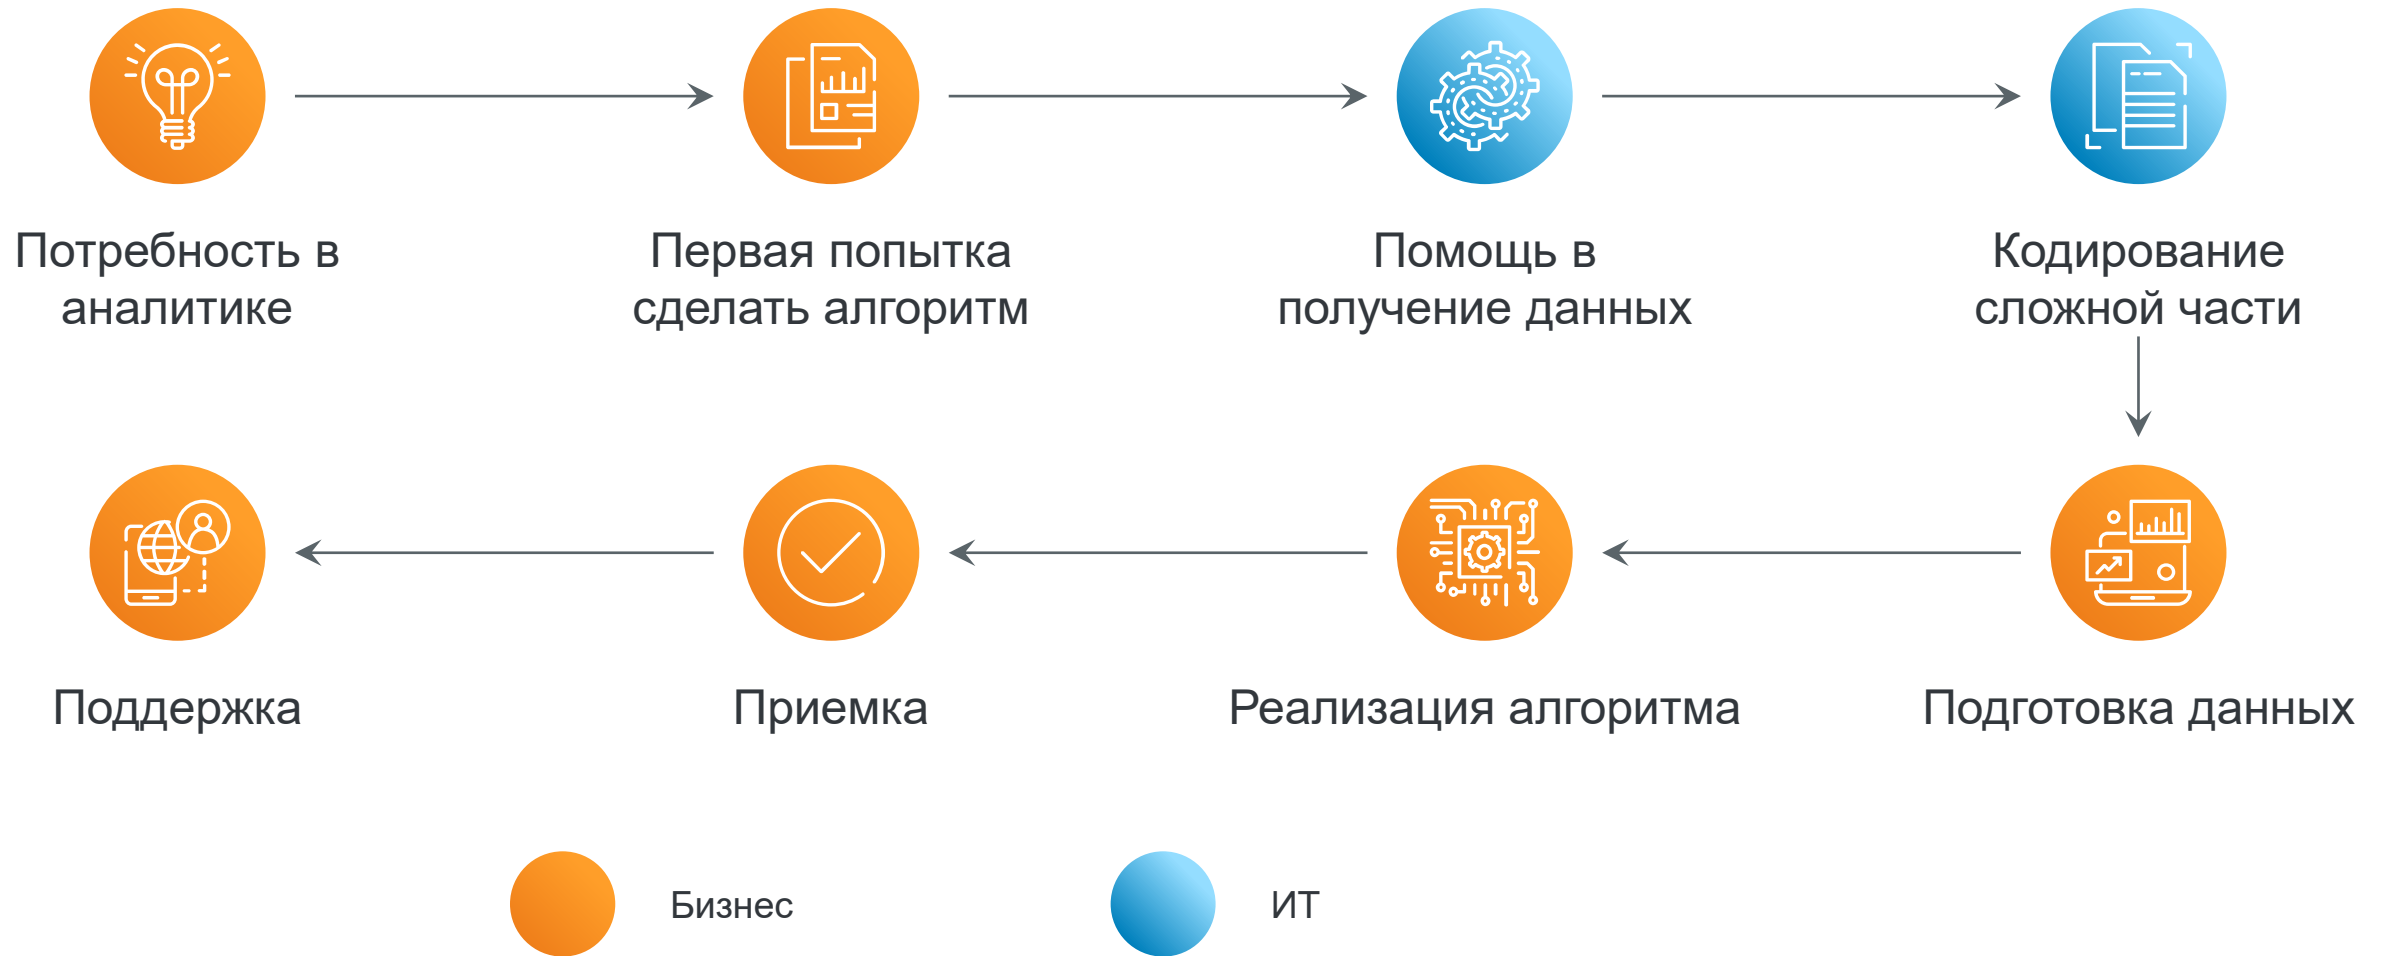 Потребность в
аналитике
Первая попытка
сделать алгоритм
Помощь в
получение данных
Кодирование
сложной части
Поддержка
Приемка
Реализация алгоритма
Подготовка данных
Бизнес
ИТ